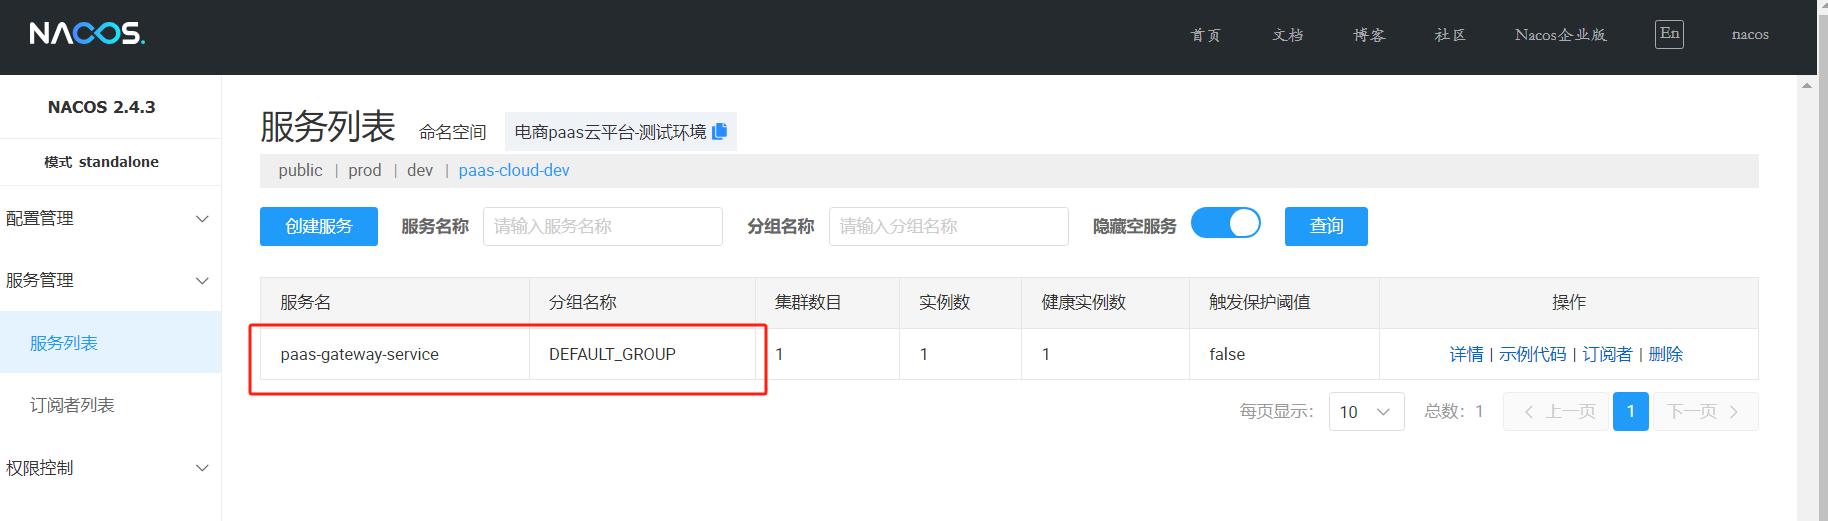 NACOS. 首页 文档 博客 社区 Nacos企业版 En nacos
NACOS 2.4.3
模式 standalone
配置管理
服务管理
服务列表
订阅者列表
权限控制
服务列表 命名空间 电商paas云平台-测试环境
public | prod | dev | paas-cloud-dev
创建服务 服务名称 请输入服务名称 分组名称 请输入分组名称 隐藏空服务 查询
服务名 分组名称 集群数目 实例数 健康实例数 触发保护阈值 操作
paas-gateway-service DEFAULT_GROUP 1 1 1 false 详情 | 示例代码 | 订阅者 | 删除
每页显示: 10 总数: 1 上一页 1 下一页